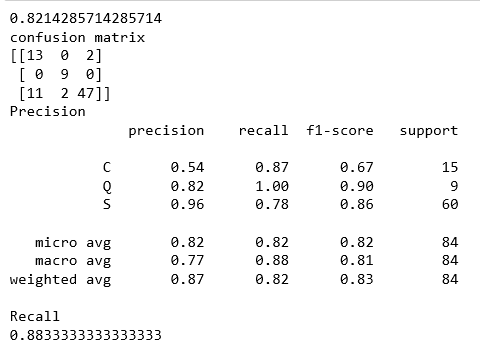 0.8214285714285714
confusion matrix
[[13  0  2]
 [ 0  9  0]
 [11  2 47]]
Precision
              precision    recall  f1-score   support

           C       0.54      0.87      0.67        15
           Q       0.82      1.00      0.90         9
           S       0.96      0.78      0.86        60

   micro avg       0.82      0.82      0.82        84
   macro avg       0.77      0.88      0.81        84
weighted avg       0.87      0.82      0.83        84

Recall
0.8833333333333333